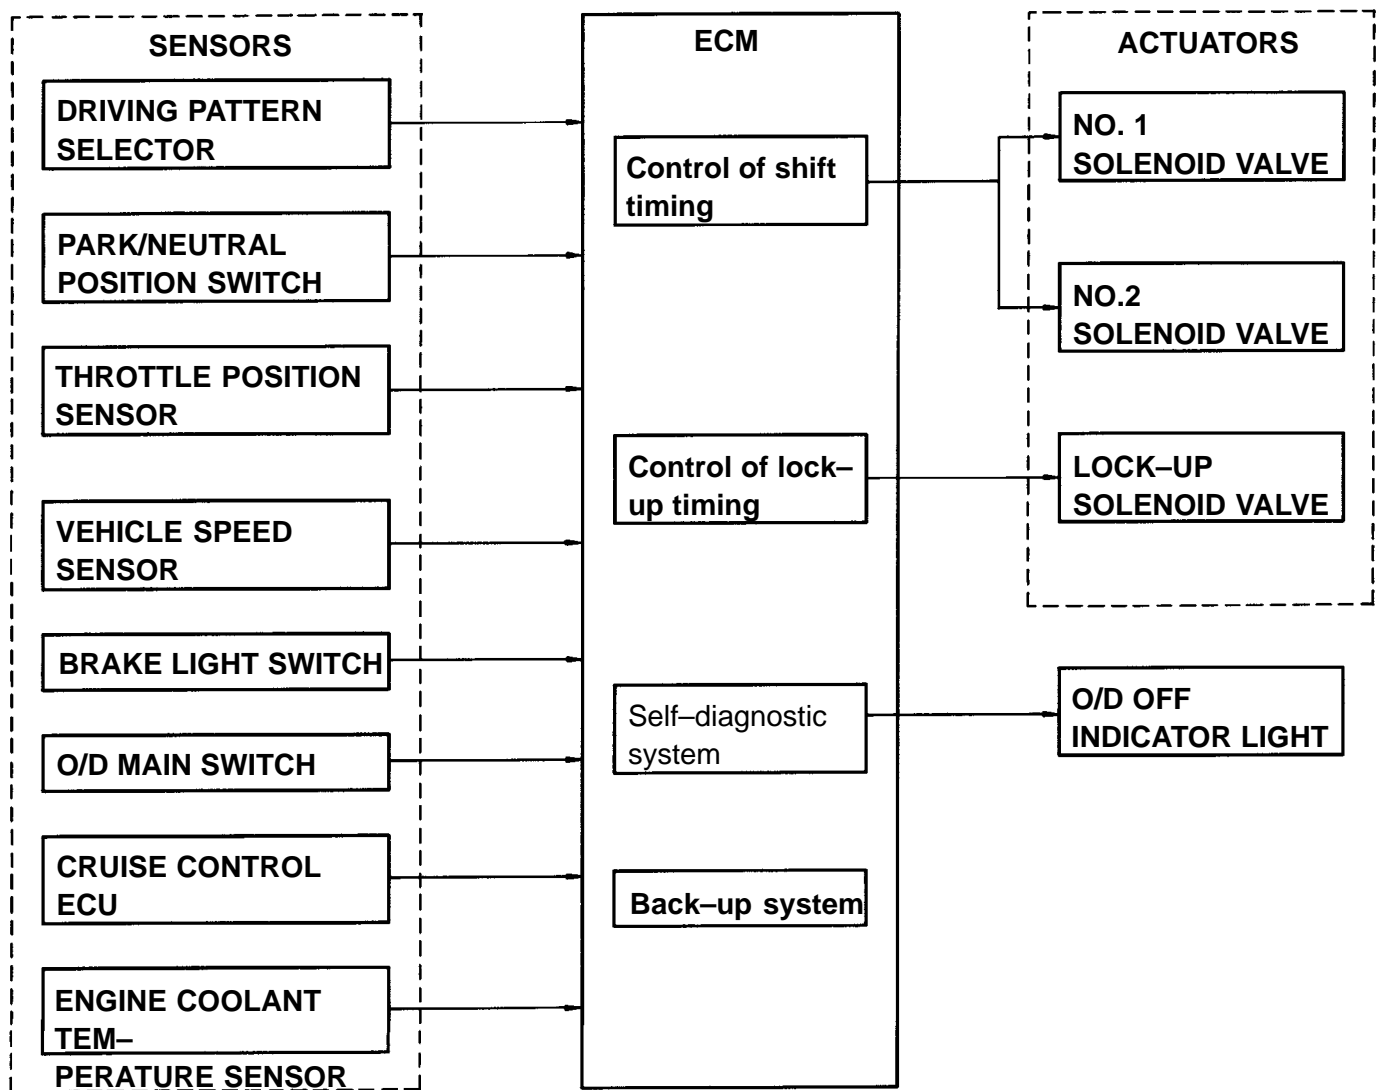 SENSORS
DRIVING PATTERN
SELECTOR
PARK/NEUTRAL
POSITION SWITCH
THROTTLE POSITION
SENSOR
VEHICLE SPEED
SENSOR
BRAKE LIGHT SWITCH
O/D MAIN SWITCH
CRUISE CONTROL
ECU
ENGINE COOLANT
TEM–
PERATURE SENSOR
ECM
Control of shift
timing
Control of lock–
up timing
Self–diagnostic
system
Back–up system
ACTUATORS
NO. 1
SOLENOID VALVE
NO.2
SOLENOID VALVE
LOCK–UP
SOLENOID VALVE
O/D OFF
INDICATOR LIGHT